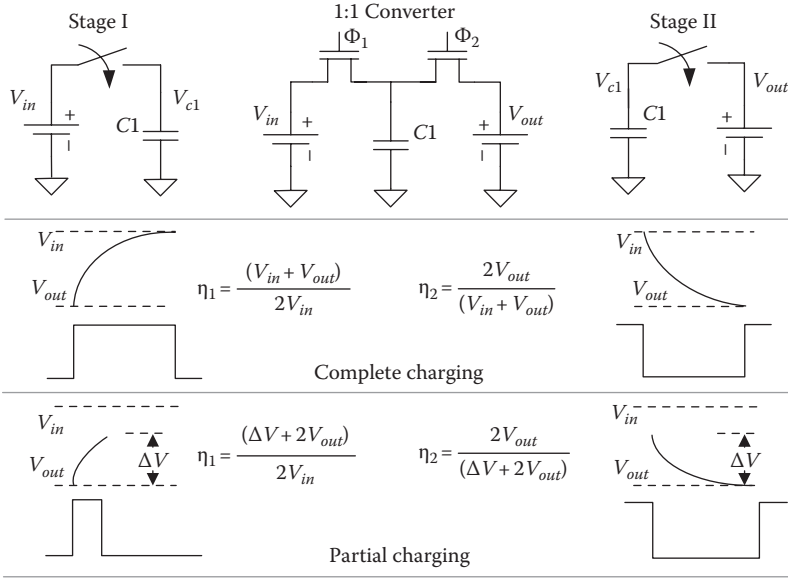 Stage I
1:1 Converter
Stage II
Φ1
Φ2
Vin
+
–
C1
Vc1
Vin
+
–
C1
Vout
+
–
Vc1
C1
Vout
+
–
Vin
Vout
η1 = (Vin + Vout) / 2Vin
η2 = 2Vout / (Vin + Vout)
Vin
Vout
Complete charging
Vin
Vout
ΔV
η1 = (ΔV + 2Vout) / 2Vin
η2 = 2Vout / (ΔV + 2Vout)
Vin
Vout
ΔV
Partial charging